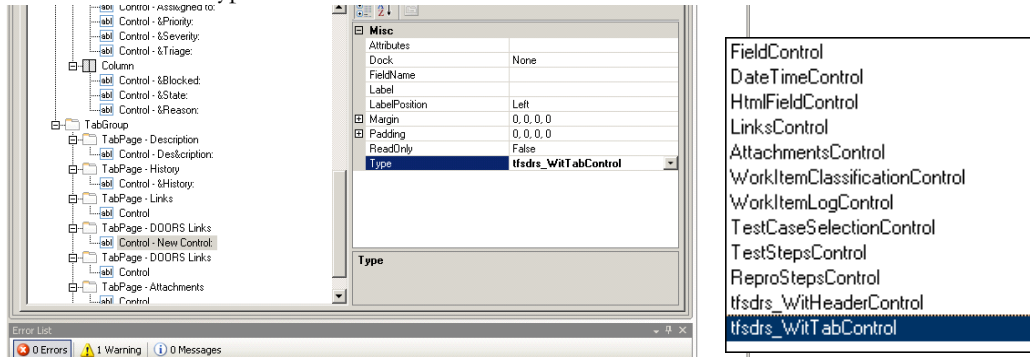 Control - Assi&gned to:
Control - &Priority:
Control - &Severity:
Control - &Triage:
Column
Control - &Blocked:
Control - &State:
Control - &Reason:
TabGroup
TabPage - Description
Control - Des&cription:
TabPage - History
Control - &History:
TabPage - Links
Control
TabPage - DOORS Links
Control - New Control:
TabPage - DOORS Links
Control
TabPage - Attachments
Control
Misc
Attributes
Dock None
FieldName
Label
LabelPosition Left
Margin 0, 0, 0, 0
Padding 0, 0, 0, 0
ReadOnly False
Type tfsdrs_WitTabControl
Type
Error List
0 Errors 1 Warning 0 Messages
FieldControl
DateTimeControl
HtmlFieldControl
LinksControl
AttachmentsControl
WorkItemClassificationControl
WorkItemLogControl
TestCaseSelectionControl
TestStepsControl
ReproStepsControl
tfsdrs_WitHeaderControl
tfsdrs_WitTabControl